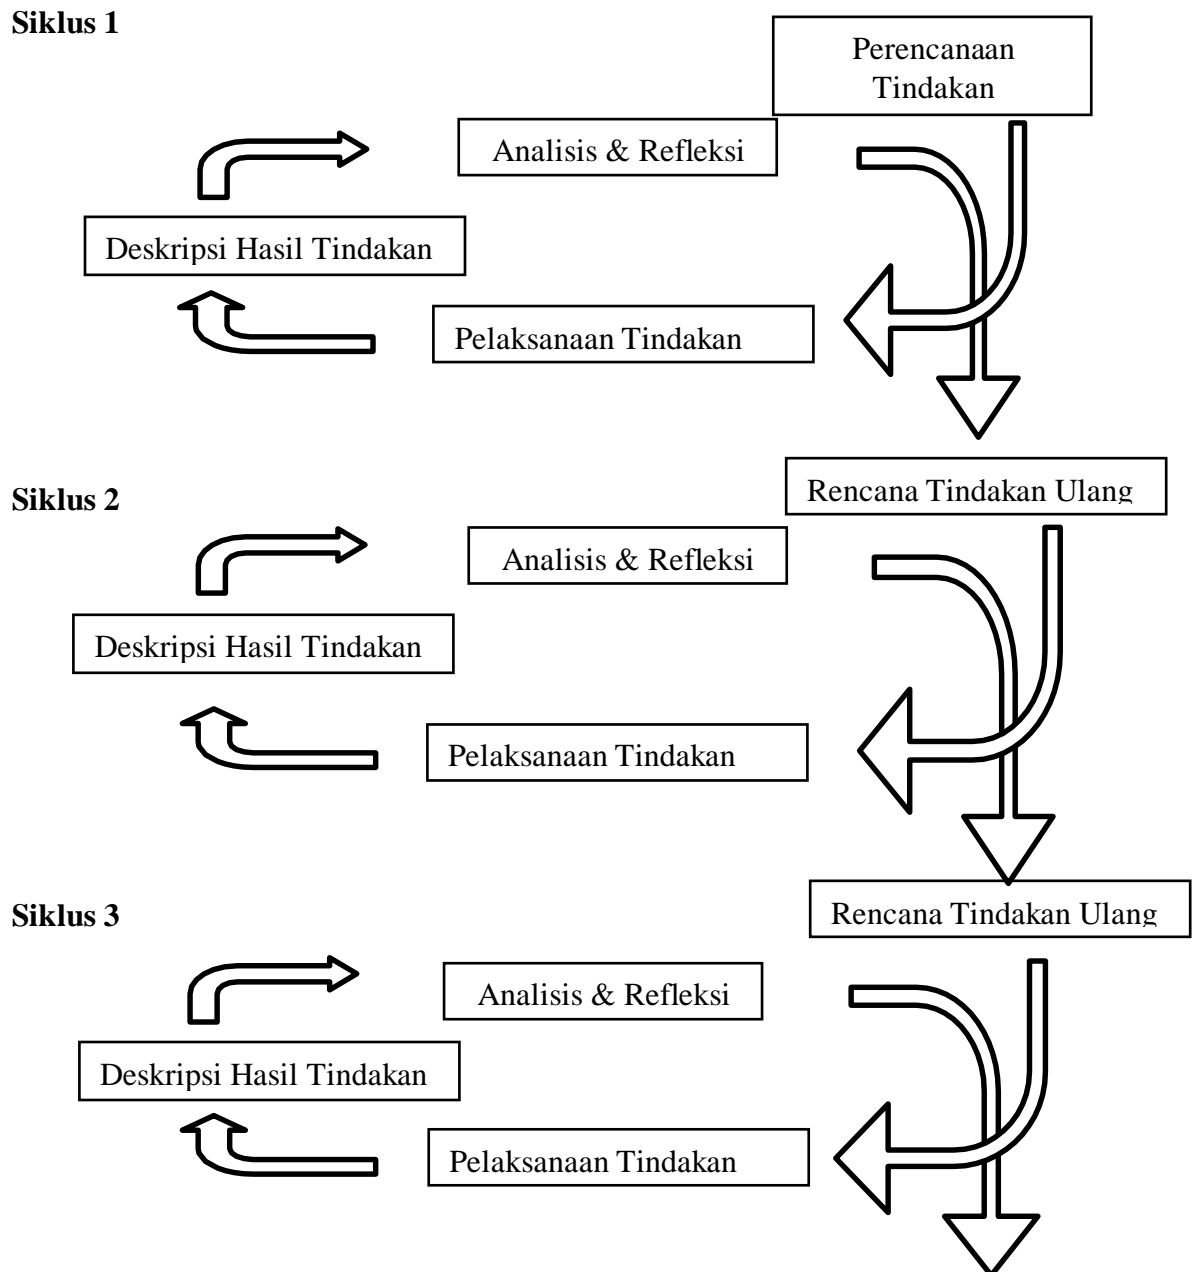 Siklus 1
Perencanaan
Tindakan
Analisis & Refleksi
Deskripsi Hasil Tindakan
Pelaksanaan Tindakan
Rencana Tindakan Ulang
Siklus 2
Analisis & Refleksi
Deskripsi Hasil Tindakan
Pelaksanaan Tindakan
Rencana Tindakan Ulang
Siklus 3
Analisis & Refleksi
Deskripsi Hasil Tindakan
Pelaksanaan Tindakan